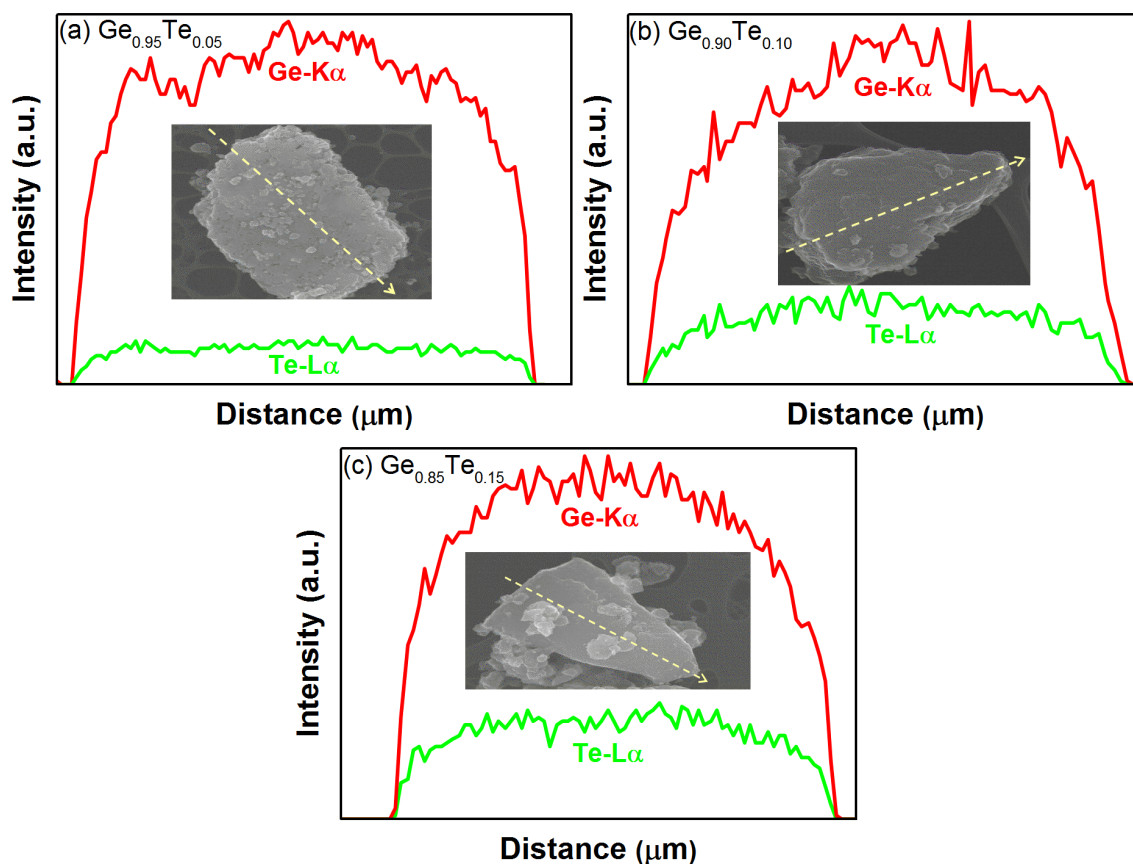 (a) Ge0.95Te0.05
Ge-Kα
Te-Lα
Intensity (a.u.)
Distance (μm)
(b) Ge0.90Te0.10
Ge-Kα
Te-Lα
Intensity (a.u.)
Distance (μm)
(c) Ge0.85Te0.15
Ge-Kα
Te-Lα
Intensity (a.u.)
Distance (μm)